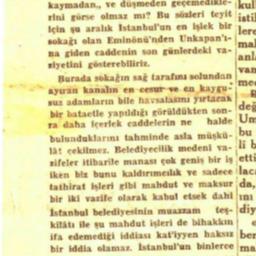 kaymadan,, ve düşmeden geçemedikle-
rini görse olmaz mı? Bu sözleri teyit
için şu aralık İstanbul'un en işlek bir
sokağı olan Eminönü'nden Unkapanı'-
na giden caddenin son günlerdeki va-
ziyetini gösterebiliriz.
Burada sokağın sağ tarafını solundan
ayıran kanalın en cesur ve en kaygu-
suz adamların bile havsalasını yırtacak
bir bataetle yapıldığı görüldükten son-
ra daha içerlek caddelerin ne halde
bulunduklarını tahminde asla müşkü-
lât çekilmez. Belediyecilik medenî va-
zifeler itibarile manası çok geniş bir iş
iken biz bunu kaldırımcılık ve sadece
tathirat işleri gibi mahdut ve maksur
bir iki vazife olarak kabul etsek dahi
İstanbul belediyesinin muazzam teş-
kilâtı ile şu mahdut işleri de bihakkın
ifa edemediği iddiası kat'iyyen haksız
bir iddia olamaz. İstanbul'un binlerce